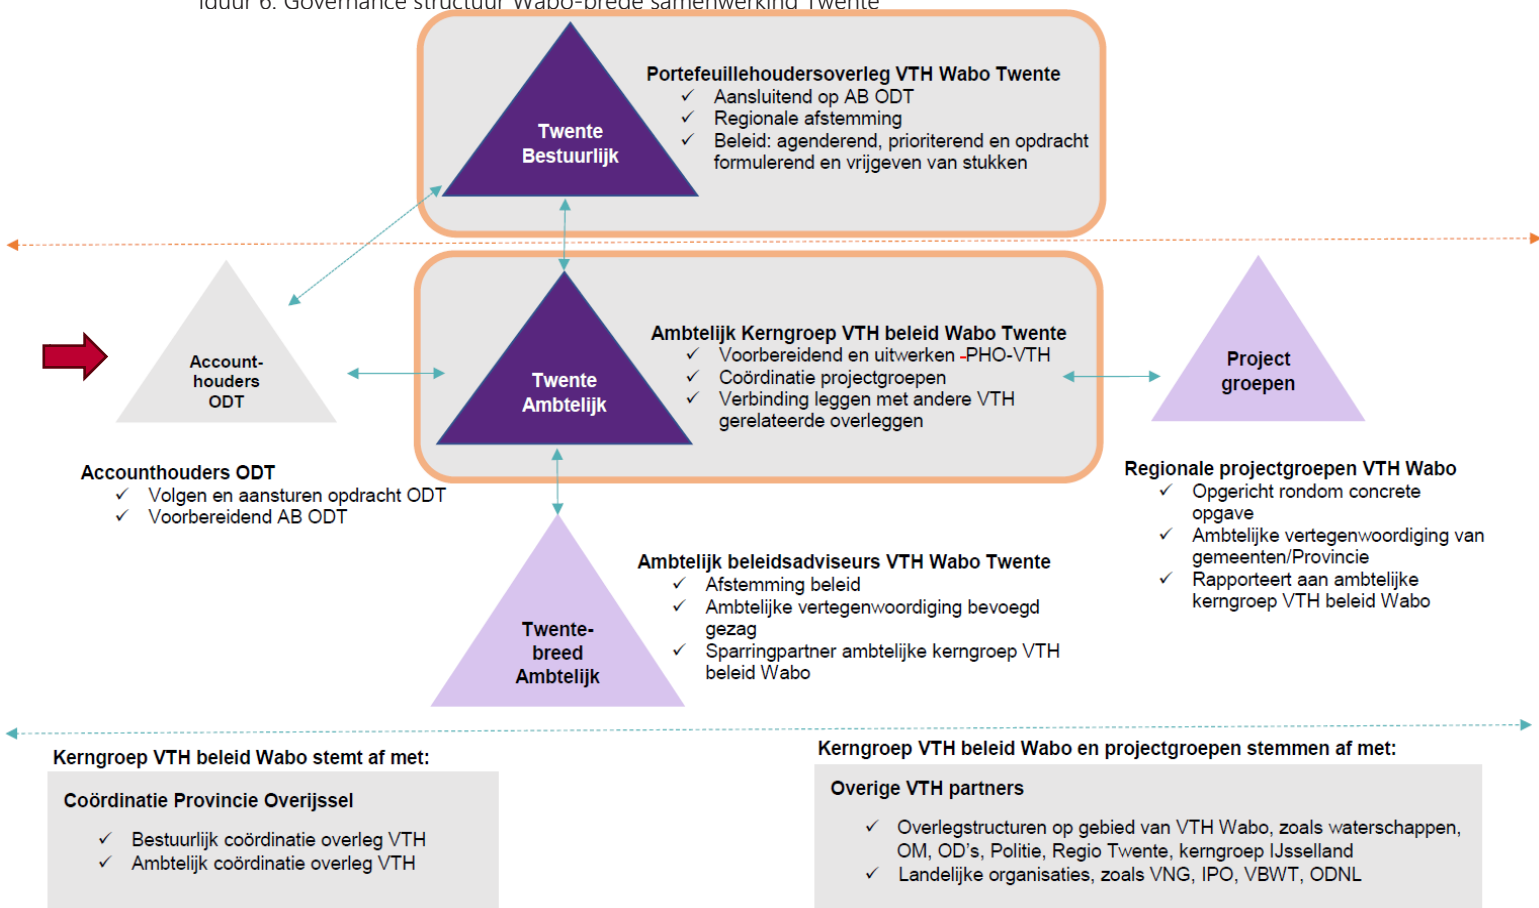 Governance structuur Wabo-brede samenwerking Twente
Twente
Bestuurlijk
Portefeuillehoudersoverleg VTH Wabo Twente
✓ Aansluitend op AB ODT
✓ Regionale afstemming
✓ Beleid: agenderend, prioriterend en opdracht
formulerend en vrijgeven van stukken
Account-
houders
ODT
Accounthouders ODT
✓ Volgen en aansturen opdracht ODT
✓ Voorbereidend AB ODT
Twente
Ambtelijk
Ambtelijk Kerngroep VTH beleid Wabo Twente
✓ Voorbereidend en uitwerken -PHO-VTH
✓ Coördinatie projectgroepen
✓ Verbinding leggen met andere VTH
gerelateerde overleggen
Project
groepen
Regionale projectgroepen VTH Wabo
✓ Opgericht rondom concrete
opgave
✓ Ambtelijke vertegenwoordiging van
gemeenten/Provincie
✓ Rapporteert aan ambtelijke
kerngroep VTH beleid Wabo
Twente-
breed
Ambtelijk
Ambtelijk beleidsadviseurs VTH Wabo Twente
✓ Afstemming beleid
✓ Ambtelijke vertegenwoordiging bevoegd
gezag
✓ Sparringpartner ambtelijke kerngroep VTH
beleid Wabo
Kerngroep VTH beleid Wabo stemt af met:
Coördinatie Provincie Overijssel
✓ Bestuurlijk coördinatie overleg VTH
✓ Ambtelijk coördinatie overleg VTH
Kerngroep VTH beleid Wabo en projectgroepen stemmen af met:
Overige VTH partners
✓ Overlegstructuren op gebied van VTH Wabo, zoals waterschappen,
OM, OD's, Politie, Regio Twente, kerngroep IJsselland
✓ Landelijke organisaties, zoals VNG, IPO, VBWT, ODNL